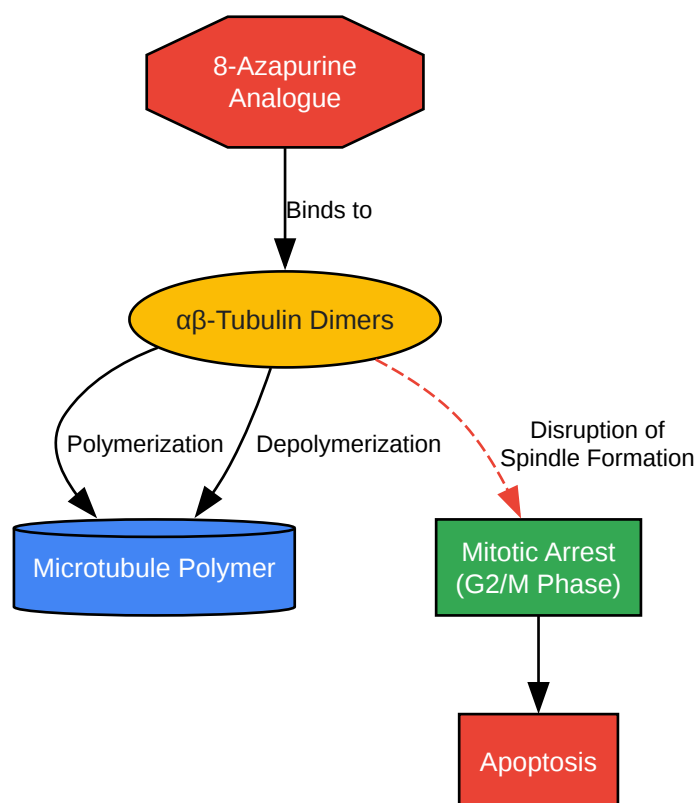 8-Azapurine
Analogue
Binds to
αβ-Tubulin Dimers
Polymerization
Depolymerization
Disruption of
Spindle Formation
Microtubule Polymer
Mitotic Arrest
(G2/M Phase)
Apoptosis